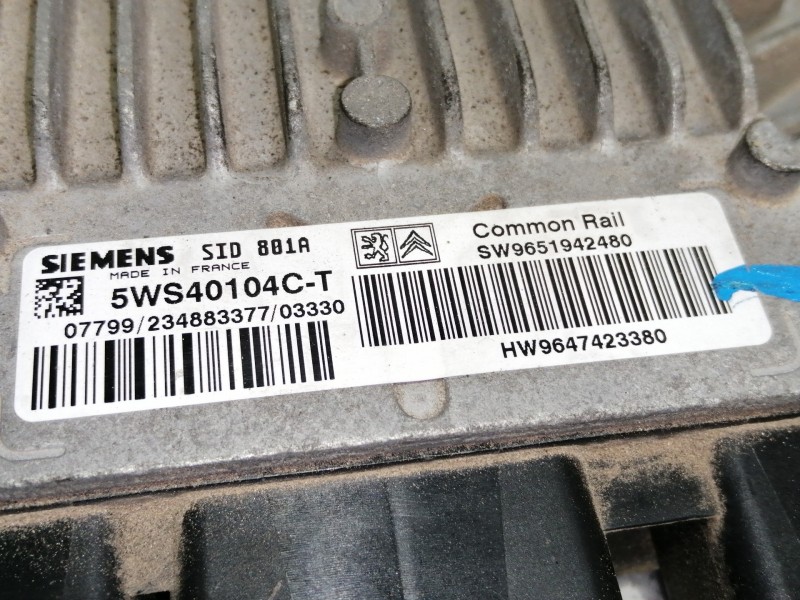 SIEMENS SID 801A
MADE IN FRANCE
5WS40104C-T
07799/234883377/03330
Common Rail
SW9651942480
HW9647423380